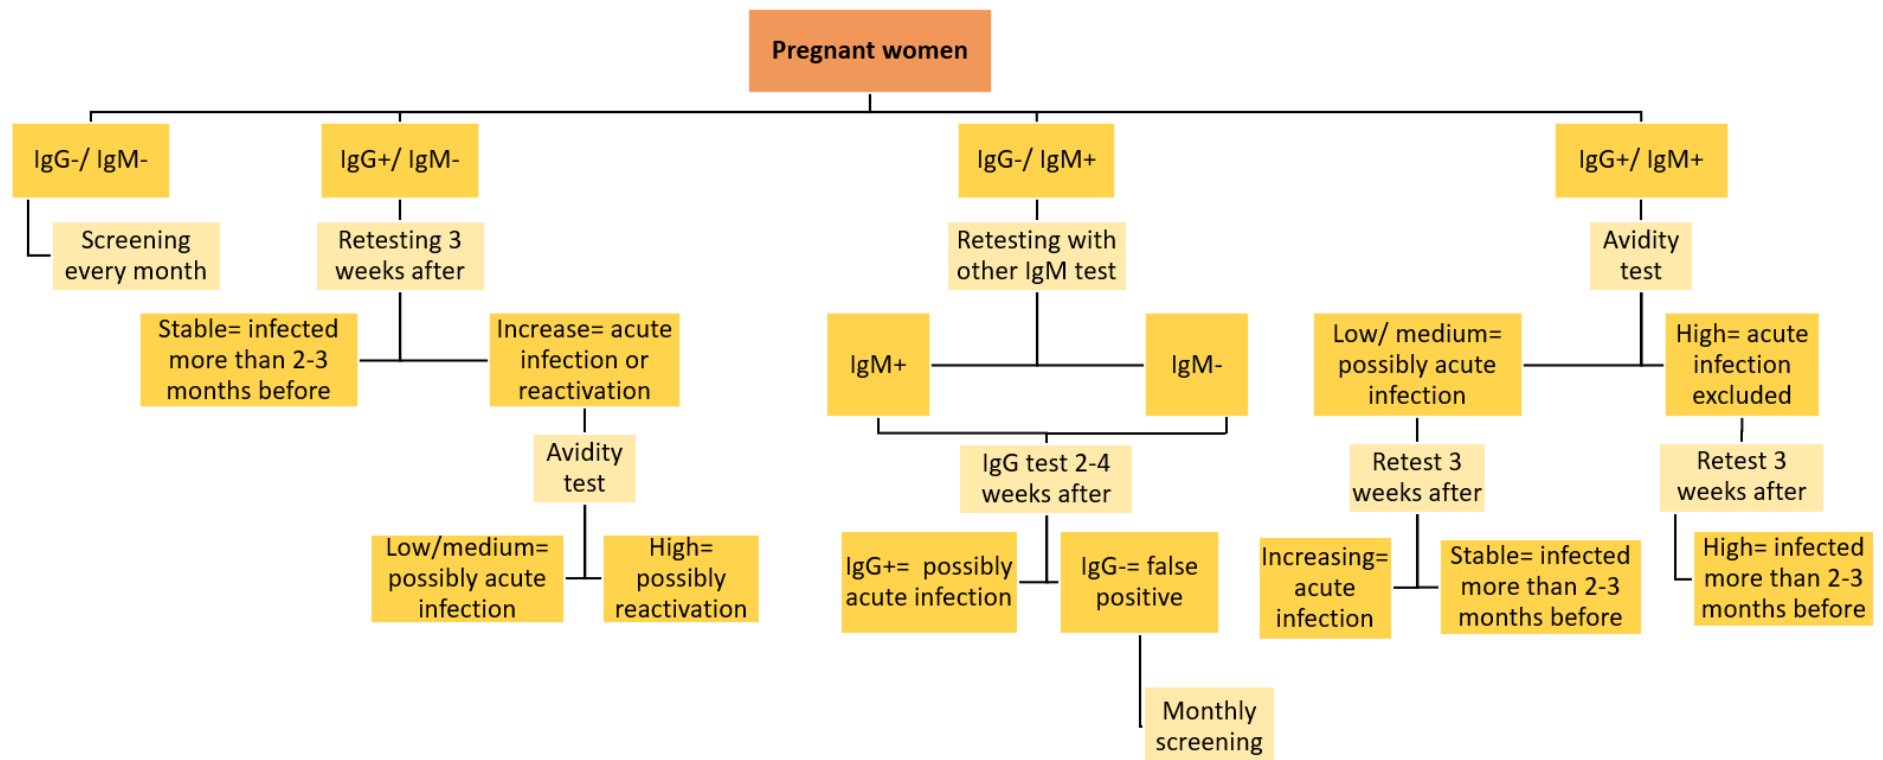 Pregnant women
IgG-/ IgM-
IgG+/ IgM-
IgG-/ IgM+
IgG+/ IgM+
Screening
every month
Retesting 3
weeks after
Retesting with
other IgM test
Avidity
test
Stable= infected
more than 2-3
months before
Increase= acute
infection or
reactivation
IgM+
IgM-
Low/ medium=
possibly acute
infection
High= acute
infection
excluded
Avidity
test
IgG test 2-4
weeks after
Retest 3
weeks after
Retest 3
weeks after
Low/medium=
possibly acute
infection
High=
possibly
reactivation
IgG+=  possibly
acute infection
IgG-= false
positive
Increasing=
acute
infection
Stable= infected
more than 2-3
months before
High= infected
more than 2-3
months before
Monthly
screening